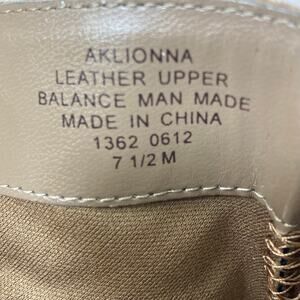 AKLIONNA
LEATHER UPPER
BALANCE MAN MADE
MADE IN CHINA
1362 0612
7 1/2 M